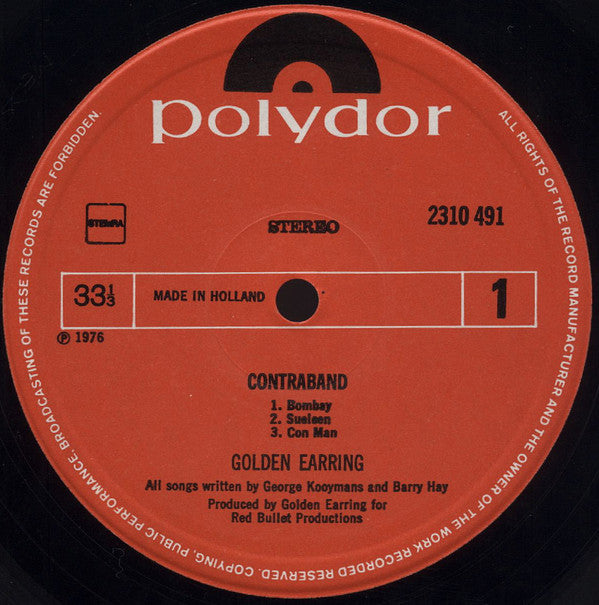 polydor
STEMRA
STEREO
2310 491
33⅓
MADE IN HOLLAND
1
℗ 1976
CONTRABAND
1. Bombay
2. Sueleen
3. Con Man
GOLDEN EARRING
All songs written by George Kooymans and Barry Hay
Produced by Golden Earring for
Red Bullet Productions
ALL RIGHTS OF THE RECORD MANUFACTURER AND THE OWNER OF THE WORK RECORDED RESERVED. COPYING, PUBLIC PERFORMANCE, BROADCASTING OF THESE RECORDS ARE FORBIDDEN.